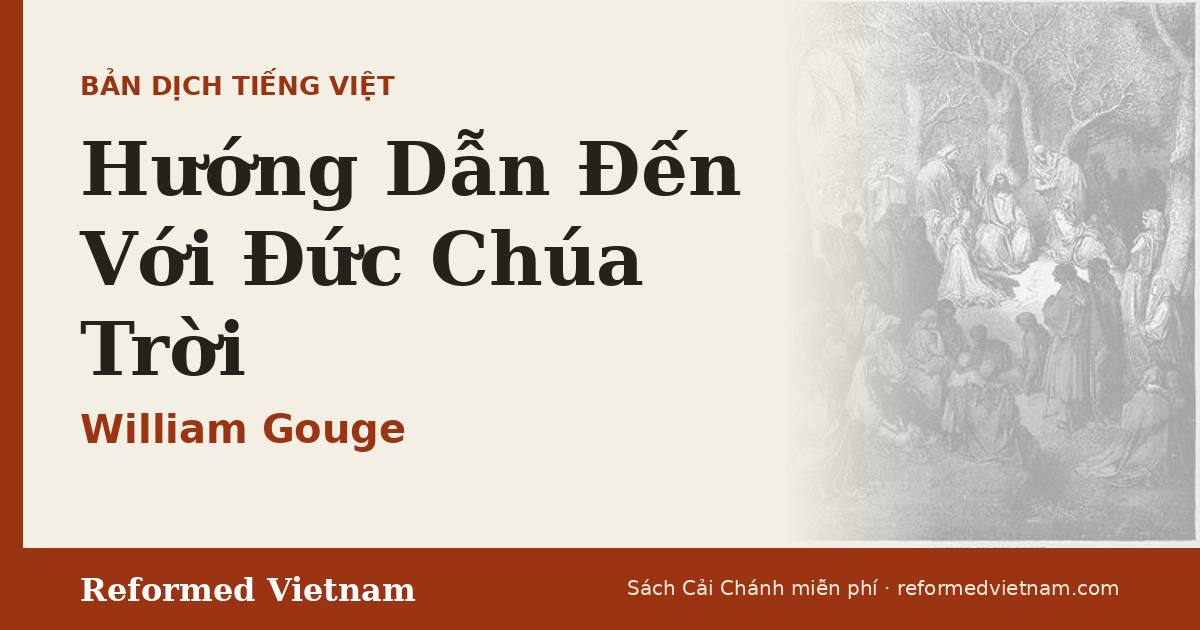 BẢN DỊCH TIẾNG VIỆT
Hướng Dẫn Đến
Với Đức Chúa
Trời
William Gouge
Reformed Vietnam
Sách Cải Chánh miễn phí · reformedvietnam.com